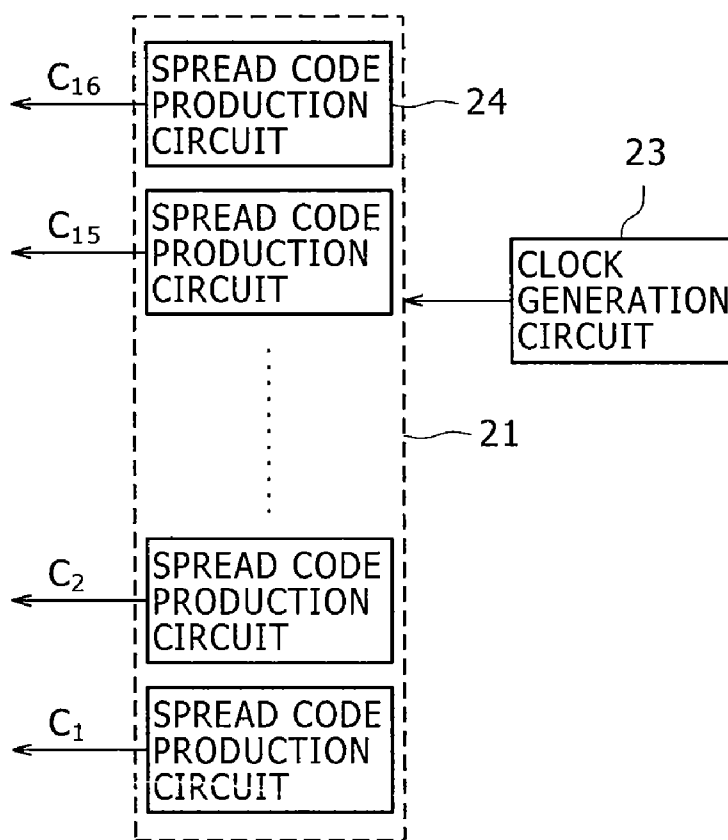 C₁₆
SPREAD CODE
PRODUCTION
CIRCUIT
24
C₁₅
SPREAD CODE
PRODUCTION
CIRCUIT
23
CLOCK
GENERATION
CIRCUIT
21
C₂
SPREAD CODE
PRODUCTION
CIRCUIT
C₁
SPREAD CODE
PRODUCTION
CIRCUIT